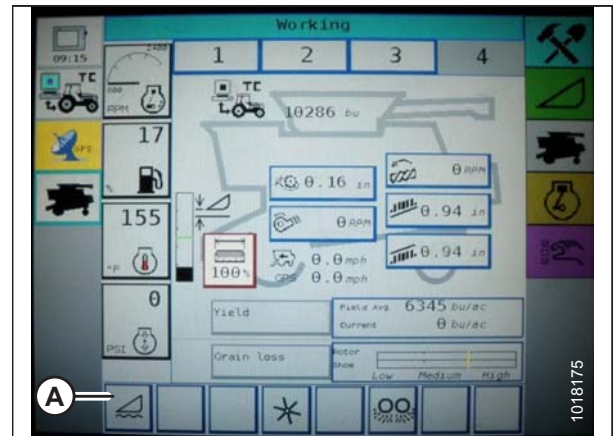 Working
09:15
1 2 3 4
2400
600
RPM
TC
TC
10286 bu
GPS
17
%
0.16 in
0 RPM
0 RPM
0.94 in
155
°F
100%
0.0 mph
GPS 0.0 mph
0.94 in
0
PSI
Yield
Field Avg. 6345 bu/ac
Current 0 bu/ac
Grain loss
Rotor
Shoe
Low Medium High
A
1018175